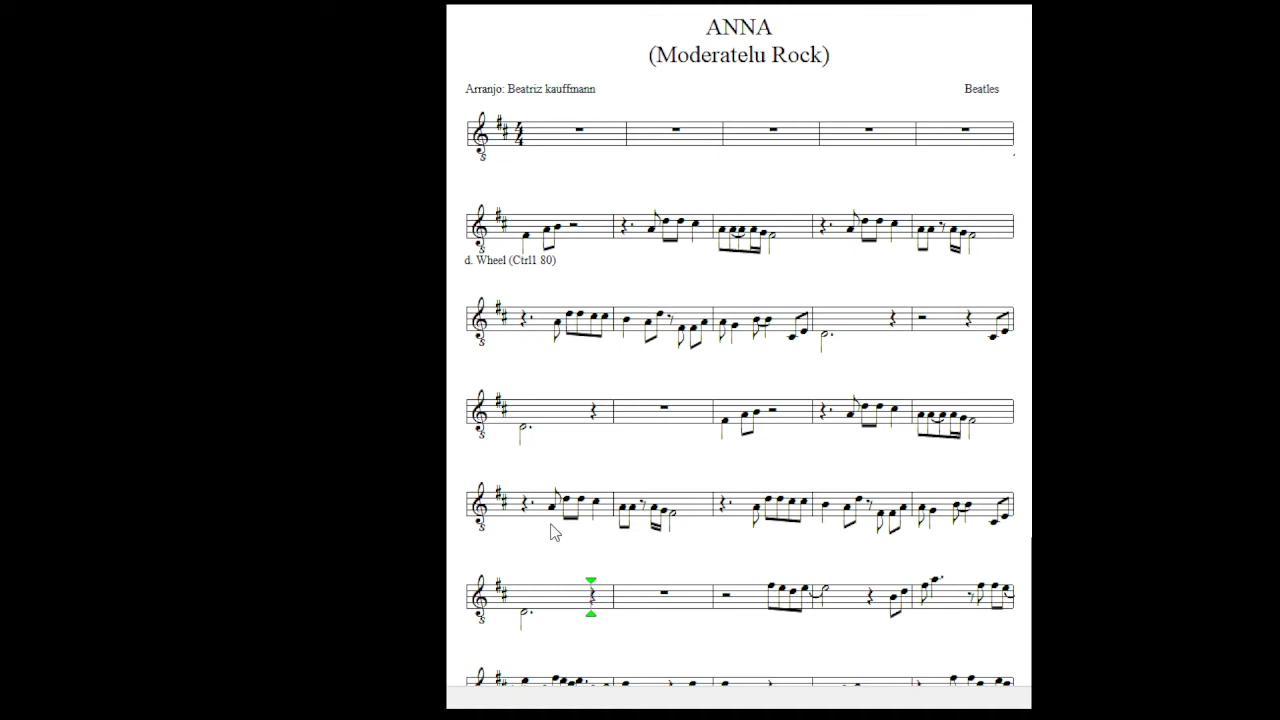 ANNA
(Moderatelu Rock)
Arranjo: Beatriz kauffmann
Beatles
d. Wheel (Ctrl1 80)